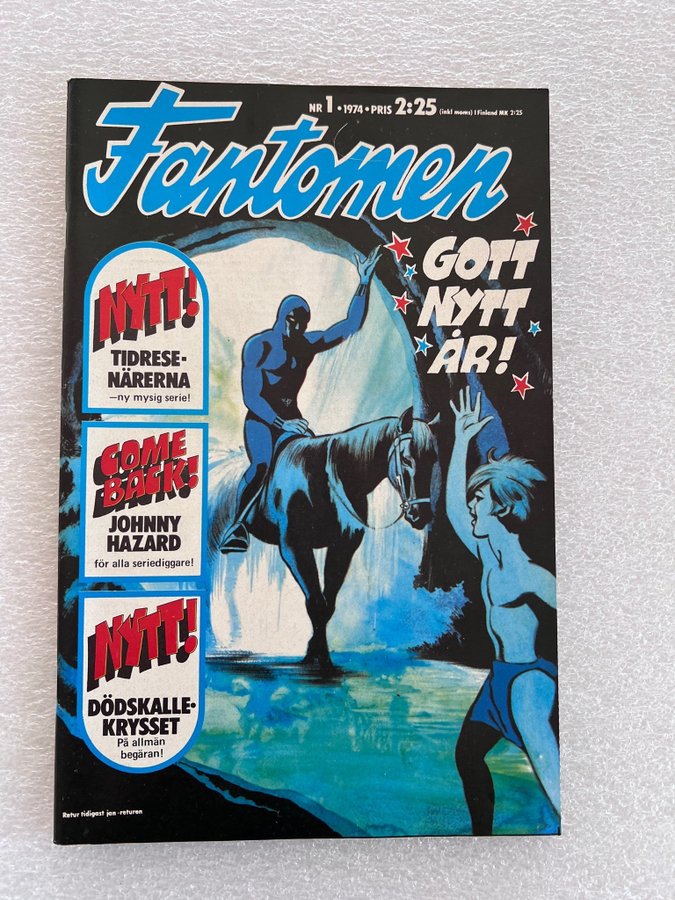 NR 1 • 1974 • PRIS 2:25 (inkl moms) I Finland MK 2/25
Fantomen
GOTT
NYTT
ÅR!
NYTT!
TIDRESE-
NÄRERNA
—ny mysig serie!
COME
BACK!
JOHNNY
HAZARD
för alla seriediggare!
NYTT!
DÖDSKALLE-
KRYSSET
På allmän
begäran!
Retur tidigast jan -returen